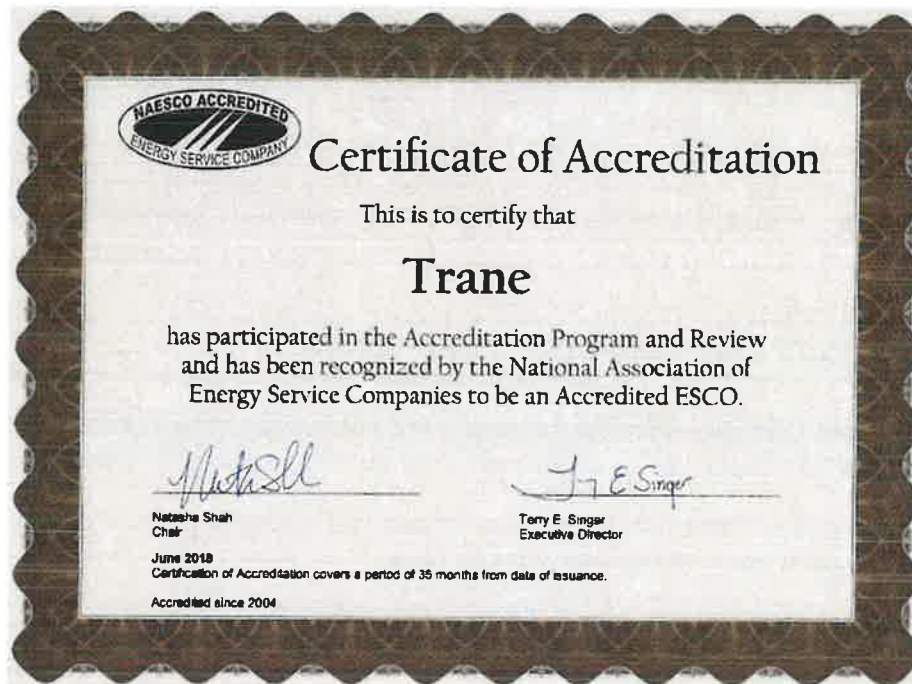 NAESCO ACCREDITED
ENERGY SERVICE COMPANY
Certificate of Accreditation
This is to certify that
Trane
has participated in the Accreditation Program and Review
and has been recognized by the National Association of
Energy Service Companies to be an Accredited ESCO.
Terry E Singer
Natasha Shah
Chair
Terry E Singer
Executive Director
June 2018
Certification of Accreditation covers a period of 35 months from date of issuance.
Accredited since 2004